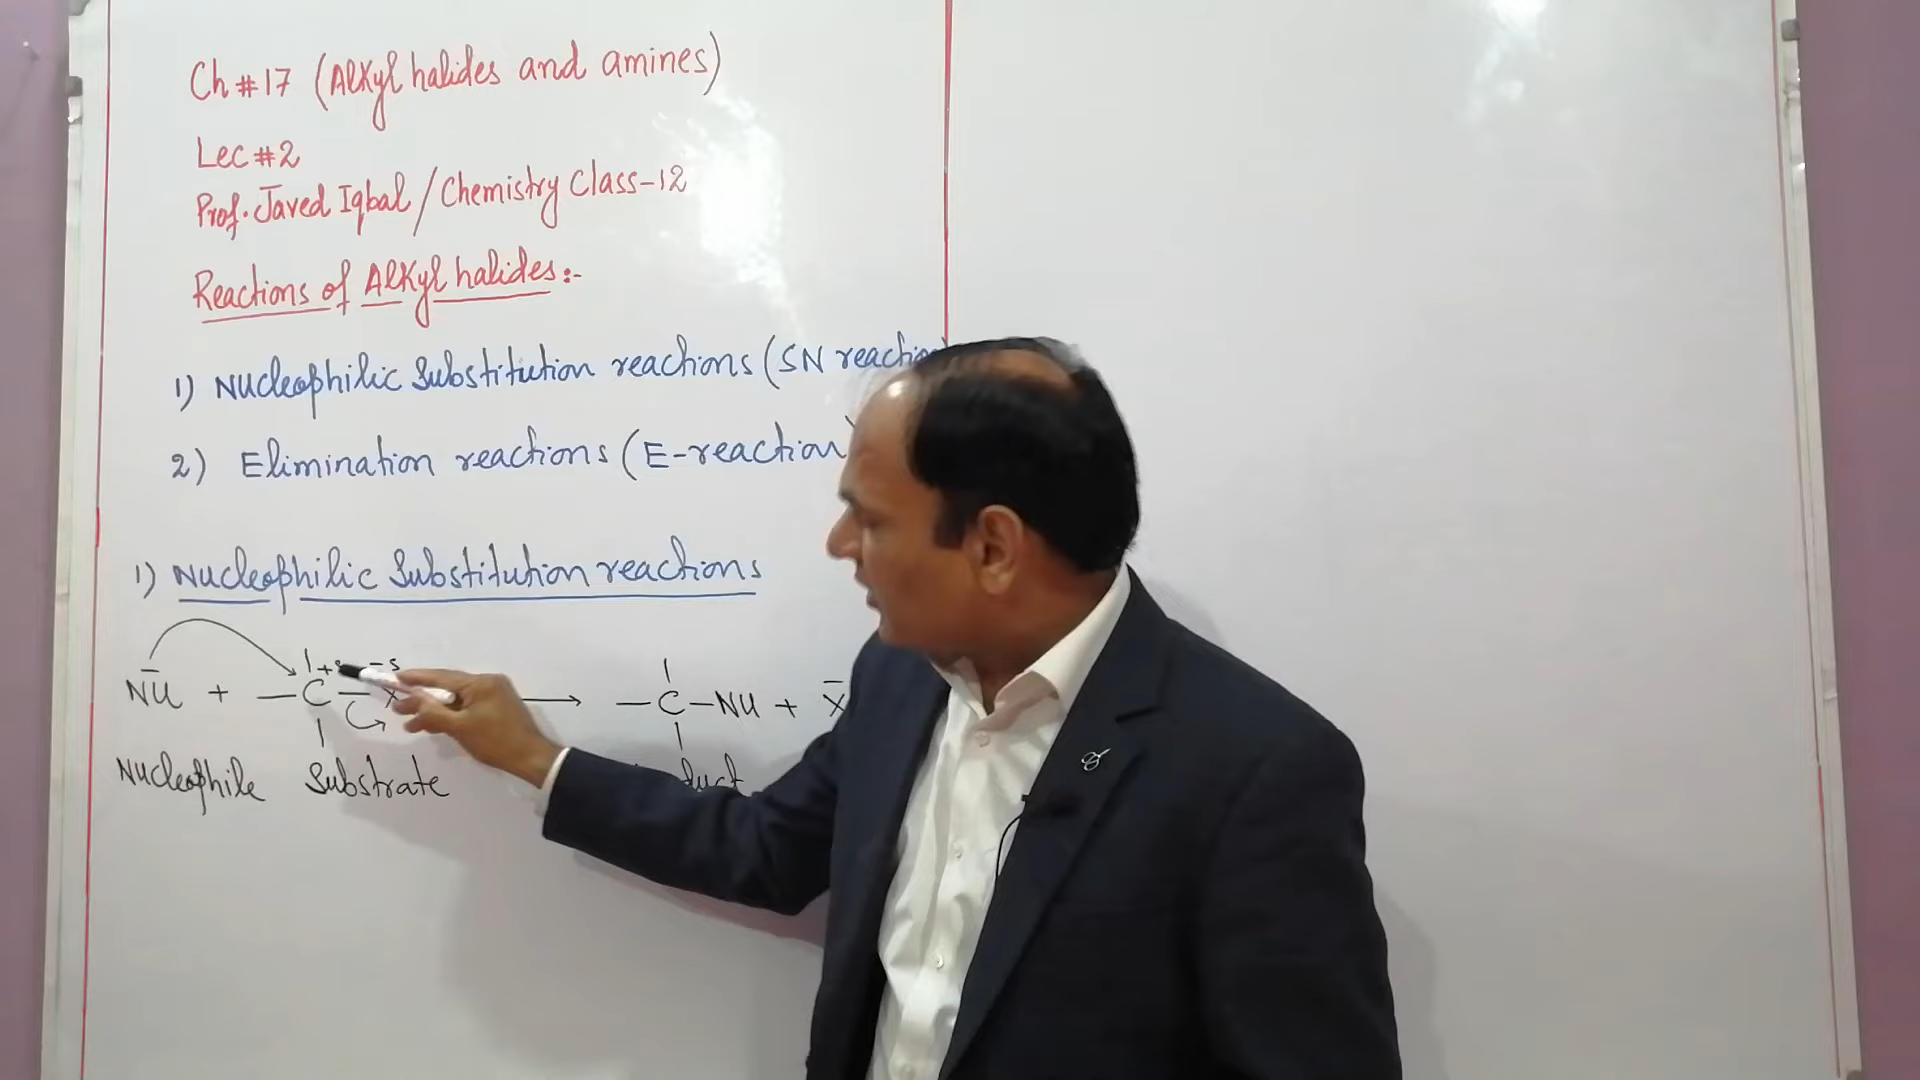 Ch # 17 (Alkyl halides and amines)
Lec # 2
Prof. Javed Iqbal / Chemistry Class-12
Reactions of Alkyl halides :-
1) Nucleophilic Substitution reactions (SN
2) Elimination reactions (E-reaction)
1) Nucleophilic Substitution reactions
N̄u + —C— → —C—NU + X̄
Nucleophile Substrate